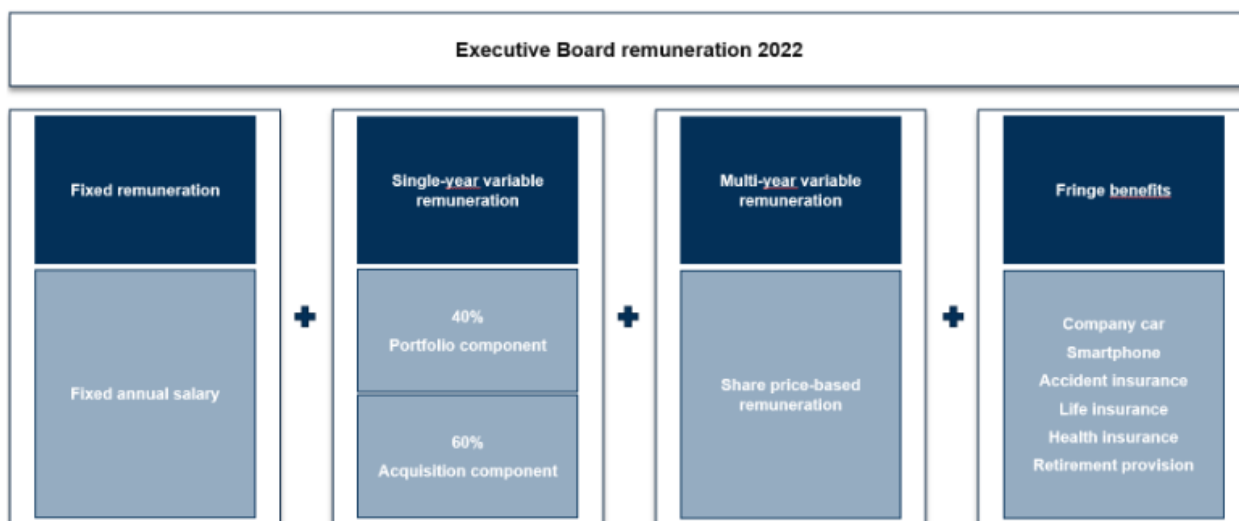 Executive Board remuneration 2022
Fixed remuneration
Fixed annual salary
Single-year variable
remuneration
40%
Portfolio component
60%
Acquisition component
Multi-year variable
remuneration
Share price-based
remuneration
Fringe benefits
Company car
Smartphone
Accident insurance
Life insurance
Health insurance
Retirement provision